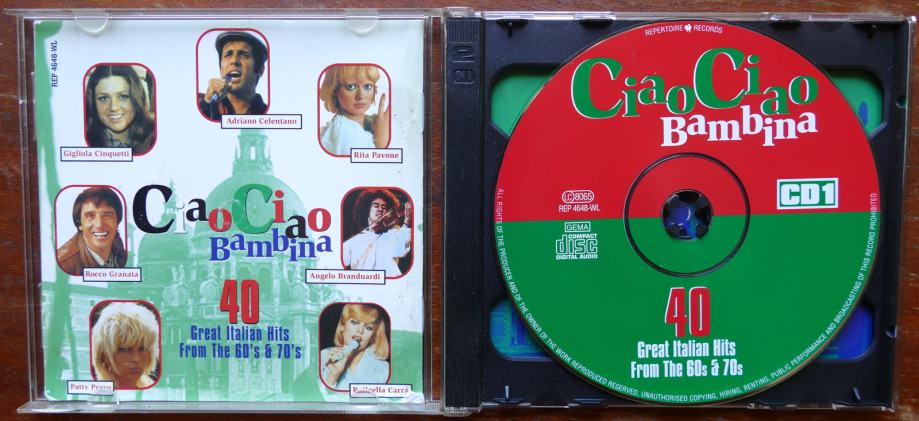 REP 4648-WL
Adriano Celentano
Gigliola Cinquetti
Rita Pavone
Ciao Ciao
Bambina
Rocco Granata
Angelo Branduardi
40
Great Italian Hits
From The 60's & 70's
Patty Pravo
Raffaella Carrà
2 CD
REPERTOIRE RECORDS
Ciao Ciao
Bambina
LC 8065
REP 4648-WL
GEMA
COMPACT
disc
DIGITAL AUDIO
CD1
40
Great Italian Hits
From The 60s & 70s
ALL RIGHTS OF THE PRODUCER AND OF THE OWNER OF THE WORK REPRODUCED RESERVED. UNAUTHORISED COPYING, HIRING, RENTING, PUBLIC PERFORMANCE AND BROADCASTING OF THIS RECORD PROHIBITED